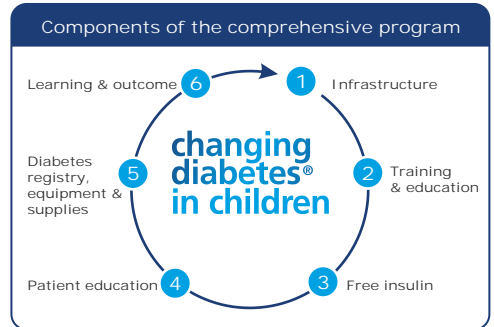 Components of the comprehensive program
Learning & outcome
6
1
Infrastructure
changing
diabetes®
in children
Diabetes
registry,
equipment &
supplies
5
2
Training
& education
Patient education
4
3
Free insulin